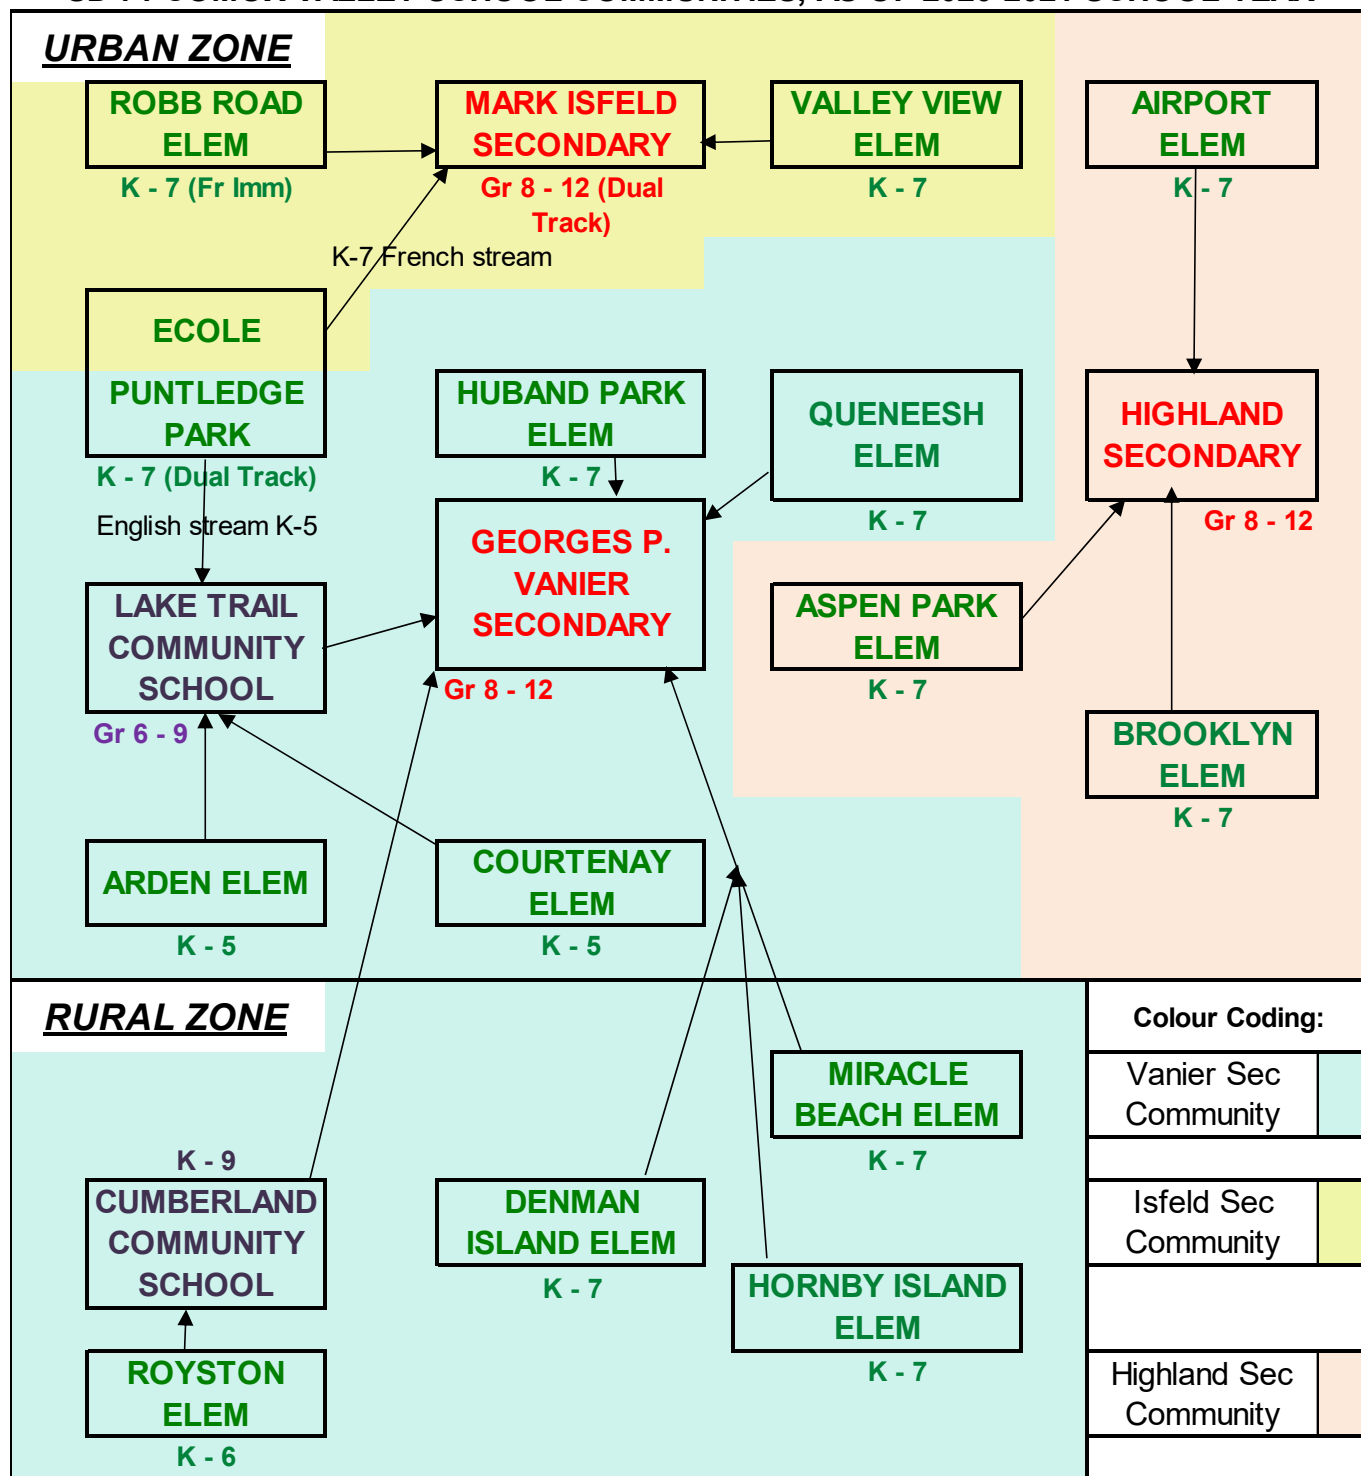 URBAN ZONE
ROBB ROAD
ELEM
K - 7 (Fr Imm)
MARK ISFELD
SECONDARY
Gr 8 - 12 (Dual
Track)
VALLEY VIEW
ELEM
K - 7
AIRPORT
ELEM
K - 7
K-7 French stream
ECOLE
PUNTLEDGE
PARK
K - 7 (Dual Track)
English stream K-5
HUBAND PARK
ELEM
K - 7
QUENEESH
ELEM
K - 7
HIGHLAND
SECONDARY
Gr 8 - 12
GEORGES P.
VANIER
SECONDARY
Gr 8 - 12
LAKE TRAIL
COMMUNITY
SCHOOL
Gr 6 - 9
ASPEN PARK
ELEM
K - 7
BROOKLYN
ELEM
K - 7
ARDEN ELEM
K - 5
COURTENAY
ELEM
K - 5
RURAL ZONE
Colour Coding:
MIRACLE
BEACH ELEM
K - 7
Vanier Sec
Community
K - 9
CUMBERLAND
COMMUNITY
SCHOOL
DENMAN
ISLAND ELEM
K - 7
Isfeld Sec
Community
HORNBY ISLAND
ELEM
K - 7
ROYSTON
ELEM
K - 6
Highland Sec
Community